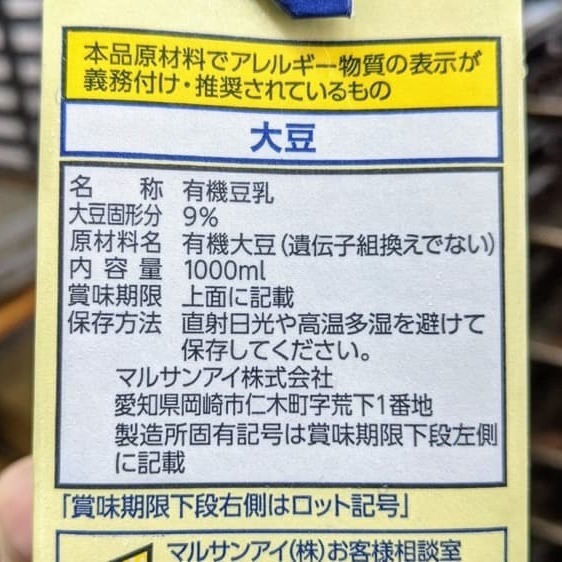 本品原材料でアレルギー物質の表示が
義務付け・推奨されているもの
大豆
名称 有機豆乳
大豆固形分 9%
原材料名 有機大豆(遺伝子組換えでない)
内容量 1000ml
賞味期限 上面に記載
保存方法 直射日光や高温多湿を避けて
保存してください。
マルサンアイ株式会社
愛知県岡崎市仁木町字荒下1番地
製造所固有記号は賞味期限下段左側
に記載
「賞味期限下段右側はロット記号」
マルサンアイ(株)お客様相談室